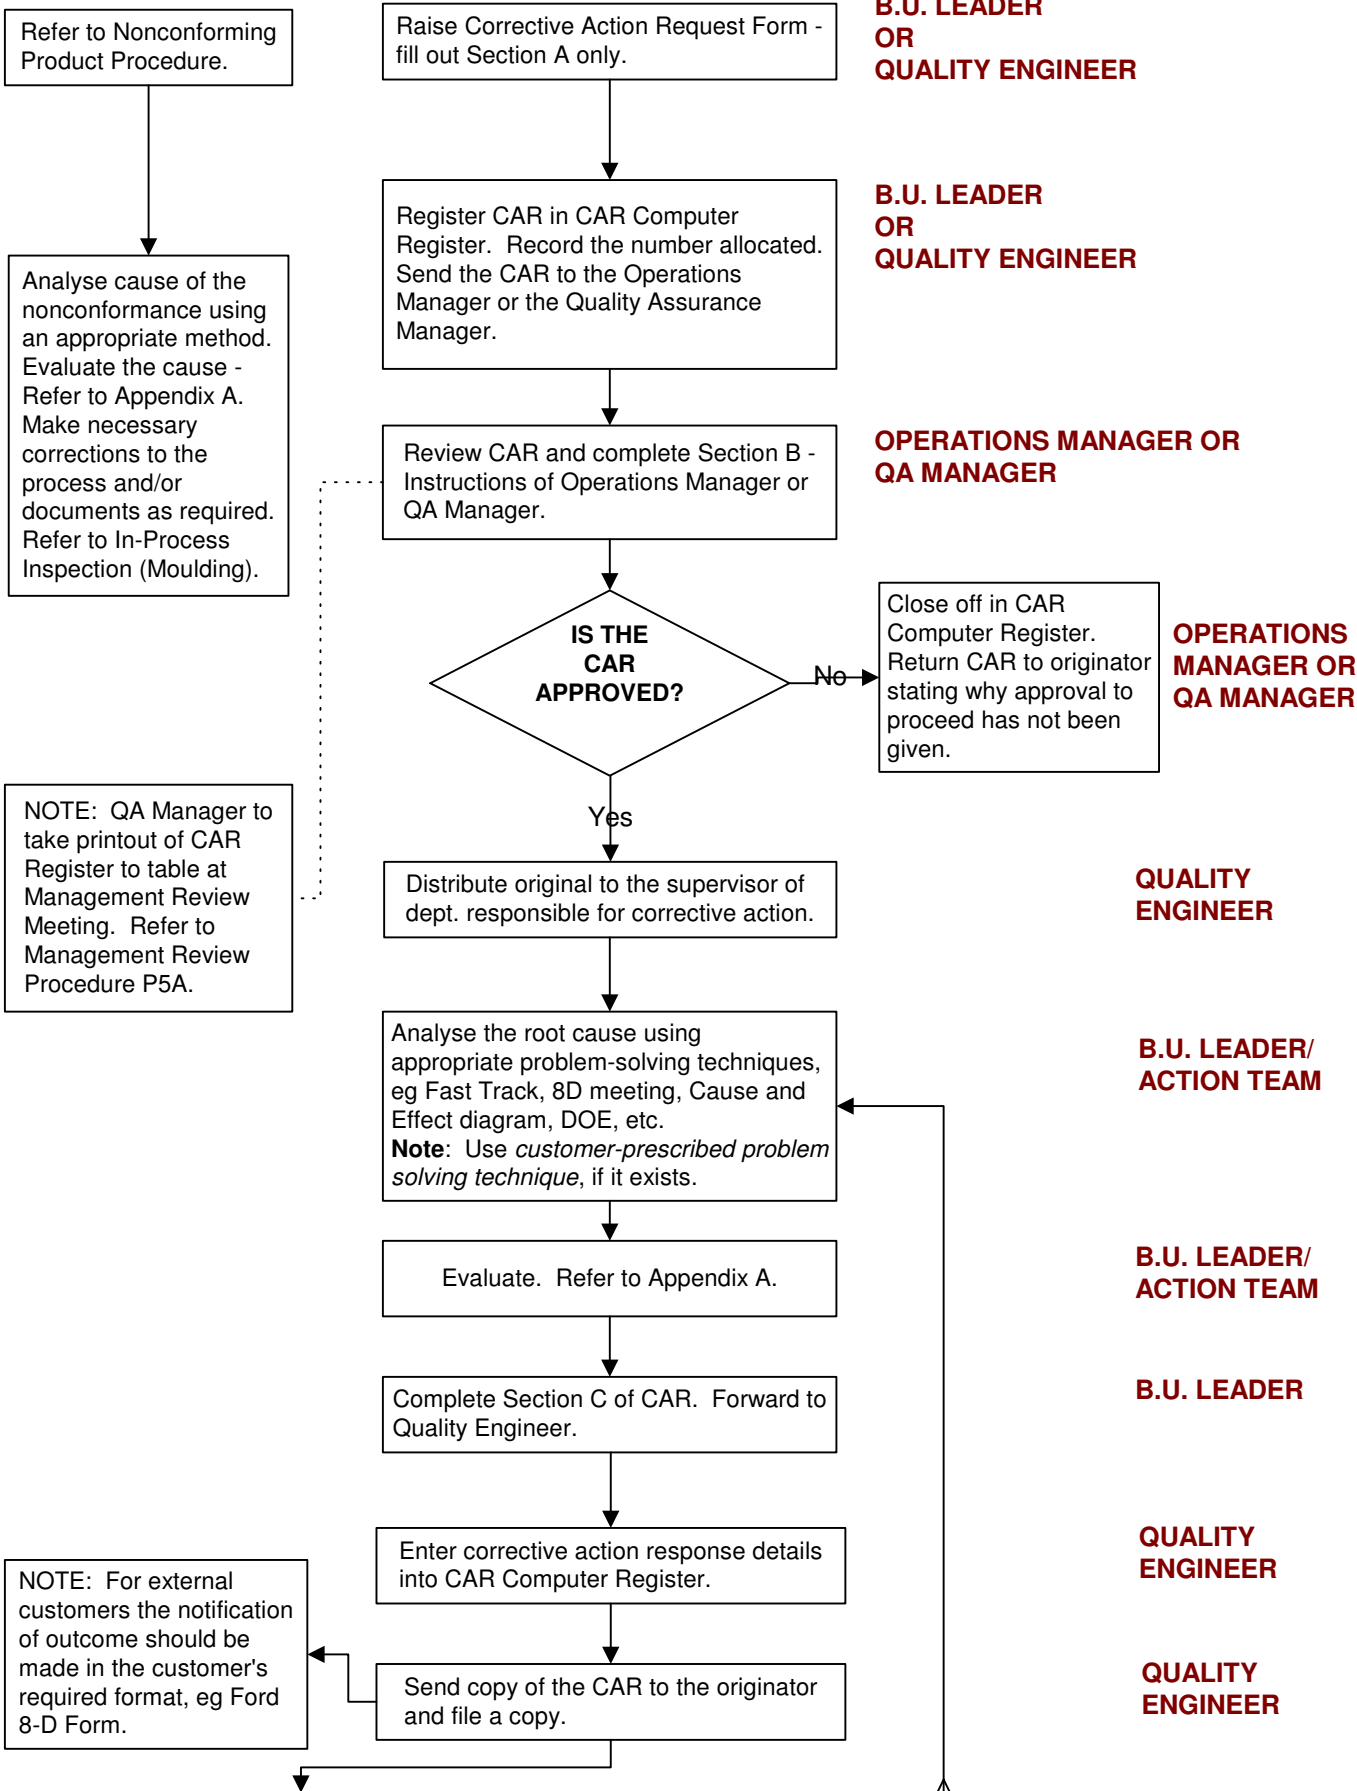 B.U. LEADER
OR
QUALITY ENGINEER
Refer to Nonconforming
Product Procedure.
Raise Corrective Action Request Form -
fill out Section A only.
Register CAR in CAR Computer
Register.  Record the number allocated.
Send the CAR to the Operations
Manager or the Quality Assurance
Manager.
B.U. LEADER
OR
QUALITY ENGINEER
Analyse cause of the
nonconformance using
an appropriate method.
Evaluate the cause -
Refer to Appendix A.
Make necessary
corrections to the
process and/or
documents as required.
Refer to In-Process
Inspection (Moulding).
Review CAR and complete Section B -
Instructions of Operations Manager or
QA Manager.
OPERATIONS MANAGER OR
QA MANAGER
IS THE
CAR
APPROVED?
No
Close off in CAR
Computer Register.
Return CAR to originator
stating why approval to
proceed has not been
given.
OPERATIONS
MANAGER OR
QA MANAGER
Yes
NOTE:  QA Manager to
take printout of CAR
Register to table at
Management Review
Meeting.  Refer to
Management Review
Procedure P5A.
Distribute original to the supervisor of
dept. responsible for corrective action.
QUALITY
ENGINEER
Analyse the root cause using
appropriate problem-solving techniques,
eg Fast Track, 8D meeting, Cause and
Effect diagram, DOE, etc.
Note:  Use customer-prescribed problem
solving technique, if it exists.
B.U. LEADER/
ACTION TEAM
Evaluate.  Refer to Appendix A.
B.U. LEADER/
ACTION TEAM
Complete Section C of CAR.  Forward to
Quality Engineer.
B.U. LEADER
Enter corrective action response details
into CAR Computer Register.
QUALITY
ENGINEER
NOTE:  For external
customers the notification
of outcome should be
made in the customer's
required format, eg Ford
8-D Form.
Send copy of the CAR to the originator
and file a copy.
QUALITY
ENGINEER